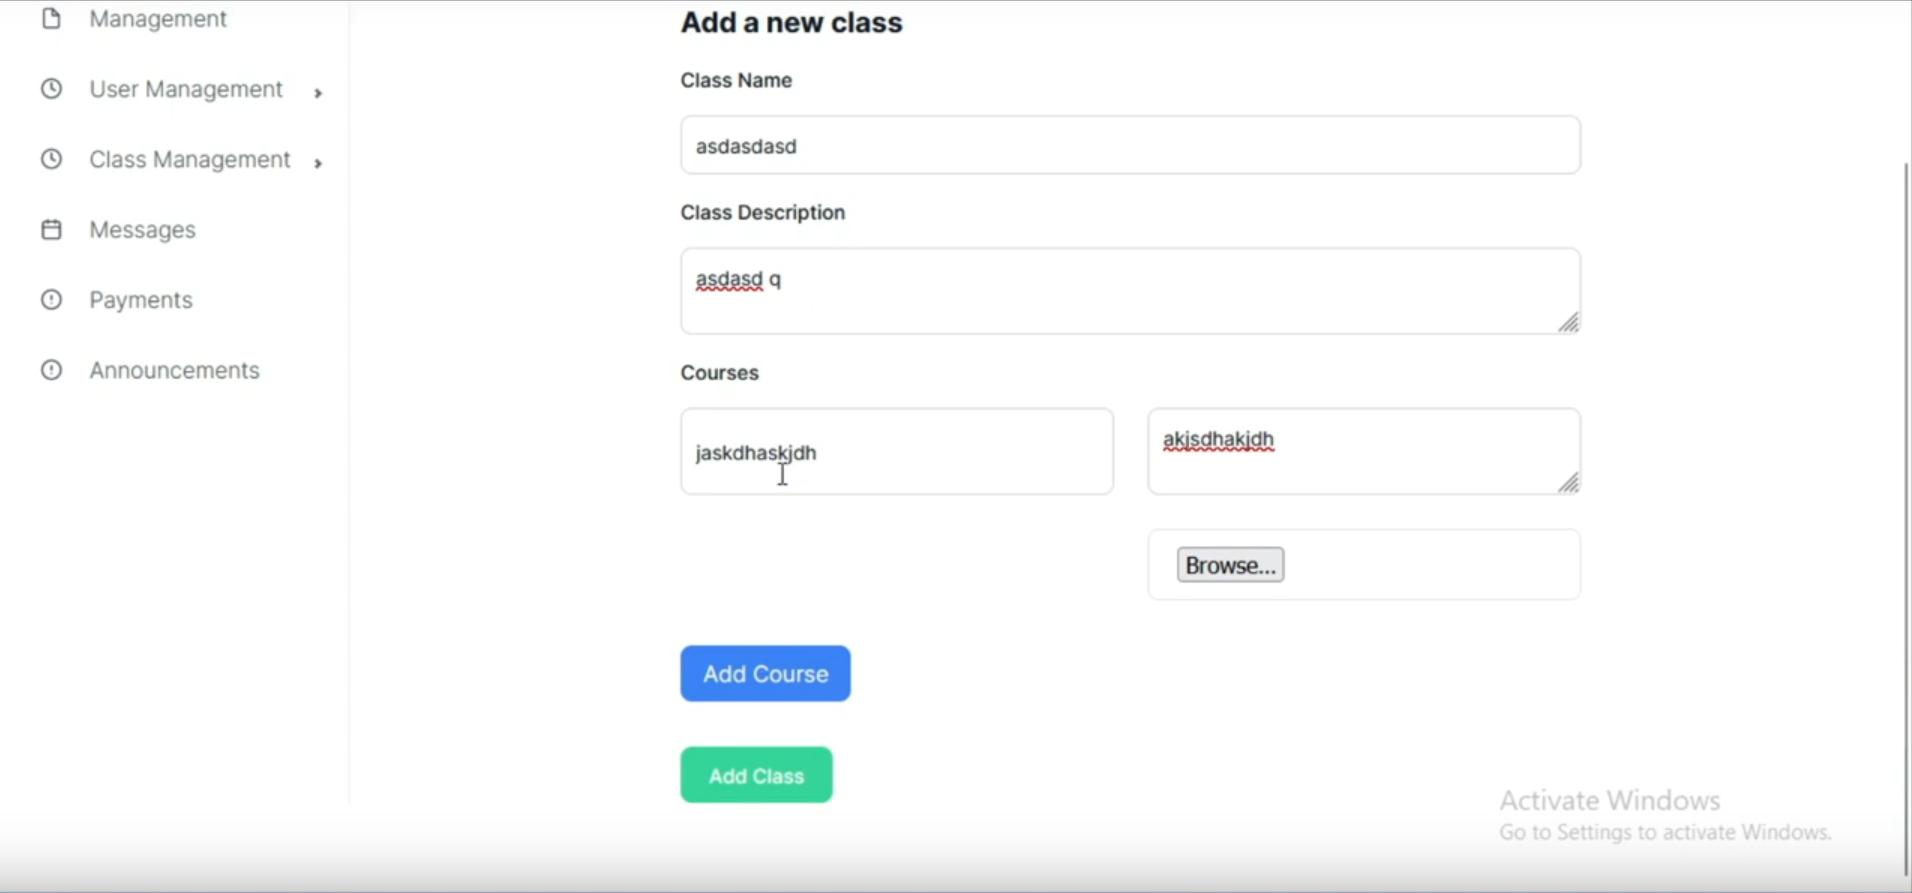 Management
User Management
Class Management
Messages
Payments
Announcements
Add a new class
Class Name
asdasdasd
Class Description
asdasd q
Courses
jaskdhaskjdh
akjsdhakjdh
Browse...
Add Course
Add Class
Activate Windows
Go to Settings to activate Windows.